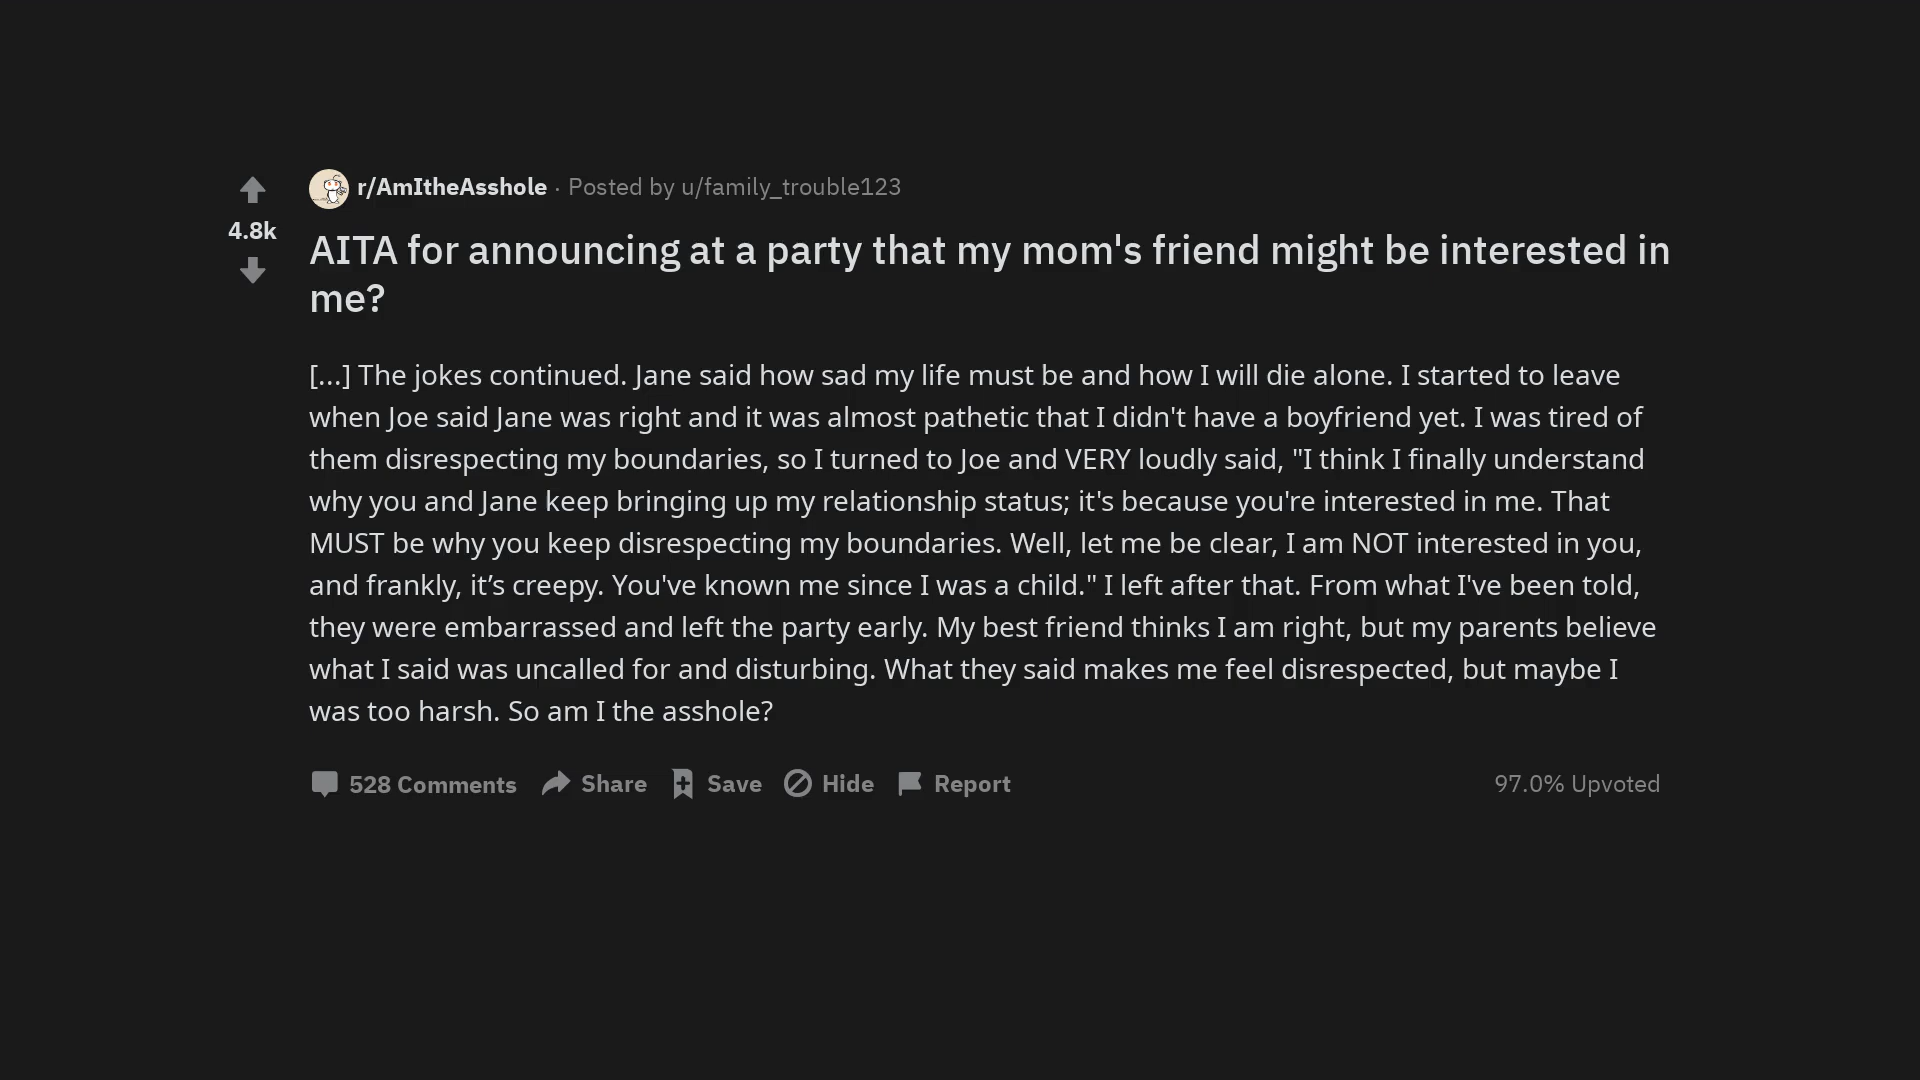 r/AmItheAsshole · Posted by u/family_trouble123
4.8k
AITA for announcing at a party that my mom's friend might be interested in
me?
[...] The jokes continued. Jane said how sad my life must be and how I will die alone. I started to leave
when Joe said Jane was right and it was almost pathetic that I didn't have a boyfriend yet. I was tired of
them disrespecting my boundaries, so I turned to Joe and VERY loudly said, "I think I finally understand
why you and Jane keep bringing up my relationship status; it's because you're interested in me. That
MUST be why you keep disrespecting my boundaries. Well, let me be clear, I am NOT interested in you,
and frankly, it’s creepy. You've known me since I was a child." I left after that. From what I've been told,
they were embarrassed and left the party early. My best friend thinks I am right, but my parents believe
what I said was uncalled for and disturbing. What they said makes me feel disrespected, but maybe I
was too harsh. So am I the asshole?
528 Comments Share Save Hide Report 97.0% Upvoted